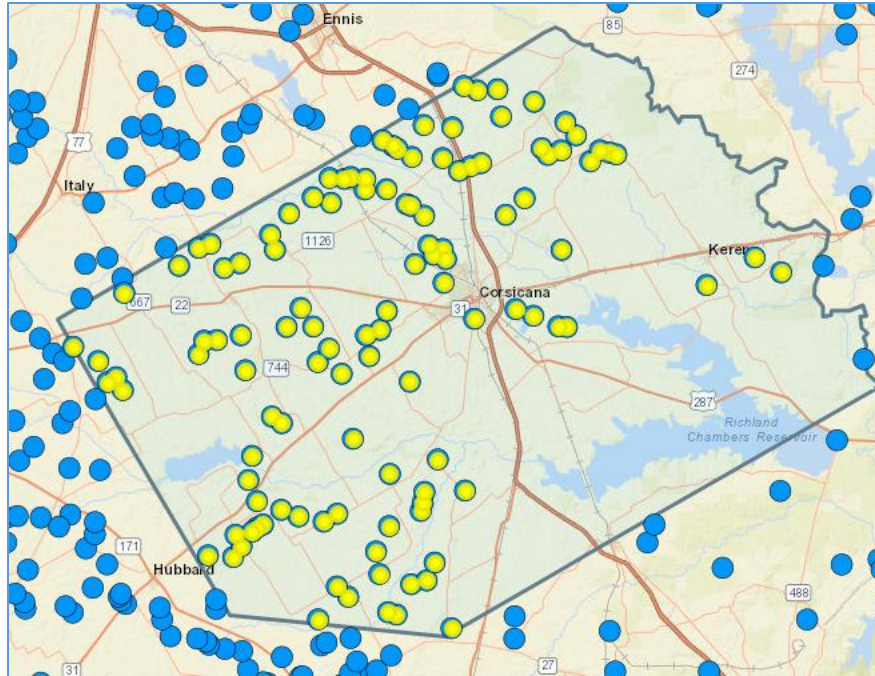 Ennis
85
274
77
Italy
1126
Keren
667
22
Corsicana
31
744
287
Richland
Chambers Reservoir
171
Hubbard
488
27
31